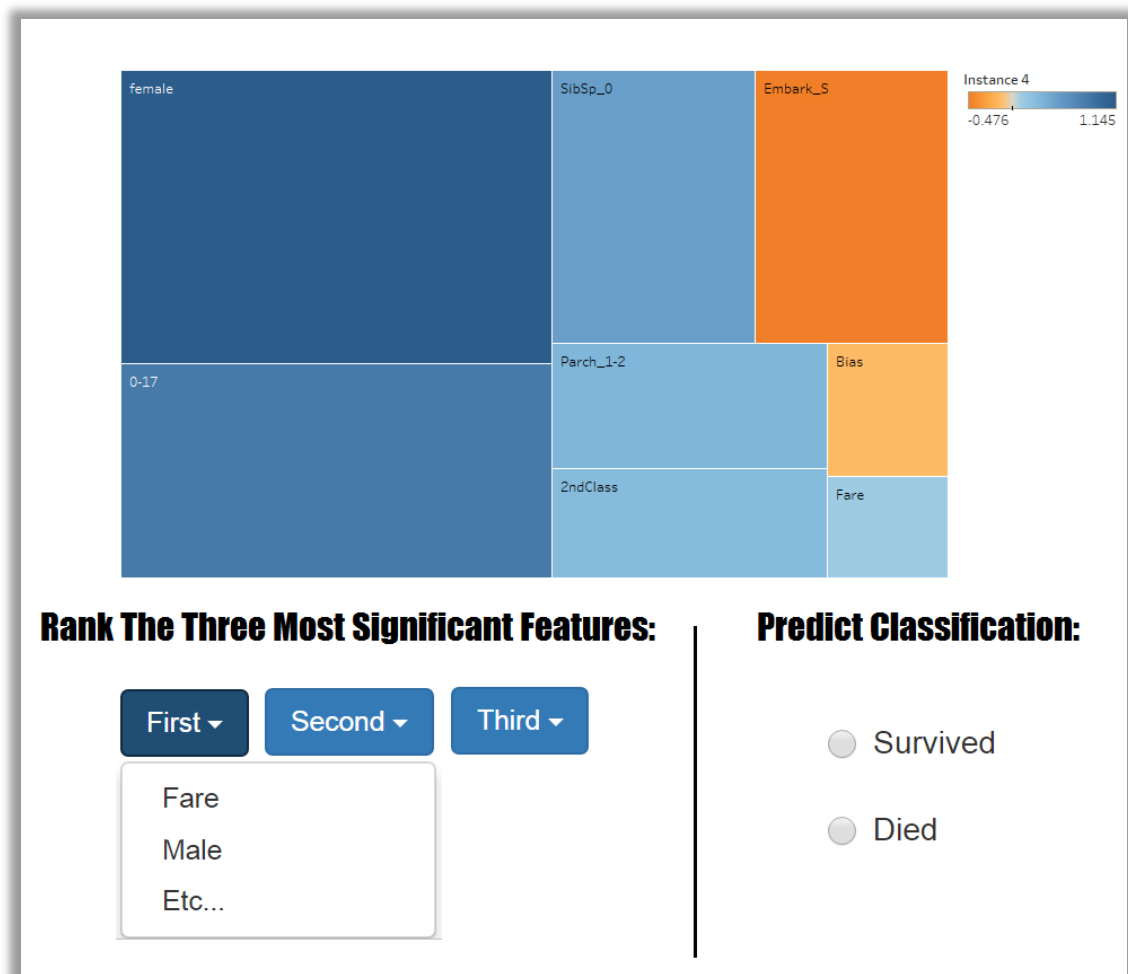 female
SibSp_0
Embark_S
Instance 4
-0.476 1.145
0-17
Parch_1-2
Bias
2ndClass
Fare
Rank The Three Most Significant Features:
First
Second
Third
Fare
Male
Etc...
Predict Classification:
Survived
Died